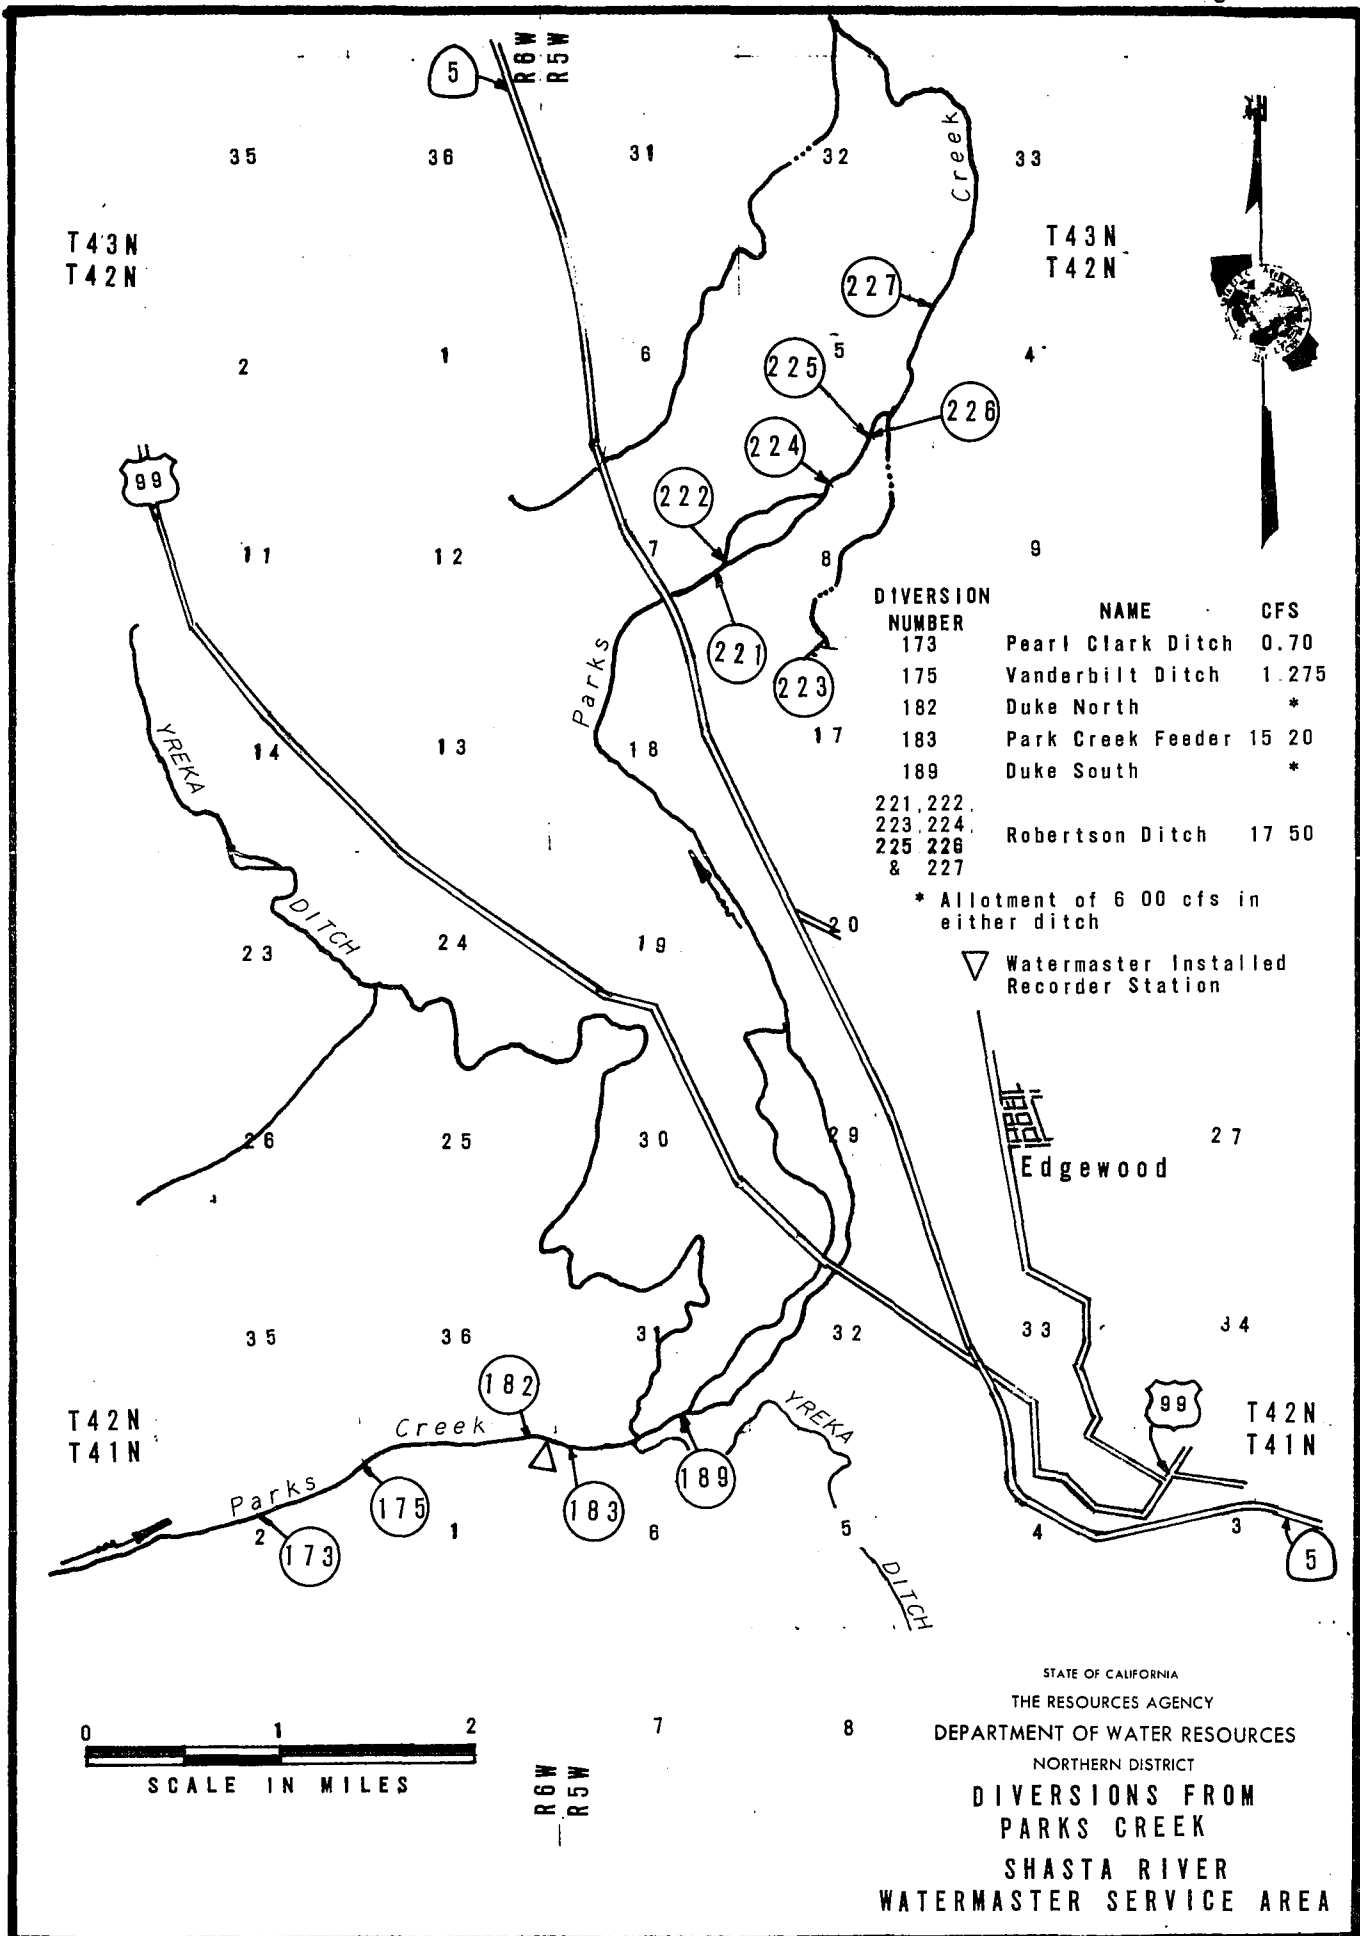 5
R6W
R5W
35 36 31 32 33
Creek
T43N
T42N
T43N
T42N
227
2 1 6 5 4
225
226
99
224
222
11 12 7 8 9
221
223
Parks
DIVERSION
NUMBER NAME CFS
173 Pearl Clark Ditch 0.70
175 Vanderbilt Ditch 1.275
182 Duke North *
183 Park Creek Feeder 15 20
189 Duke South *
221, 222,
223, 224,
225 226
& 227
Robertson Ditch 17 50
* Allotment of 6 00 cfs in
either ditch
Watermaster Installed
Recorder Station
YREKA
14 13 18 17
DITCH
23 24 19 20
26 25 30 29 27
Edgewood
35 36 31 32 33 34
182
99
T42N
T41N
T42N
T41N
Creek
YREKA
189
Parks
175
183
2 1 6 5 4 3
173
5
DITCH
0 1 2
SCALE IN MILES
7 8
R6W
R5W
STATE OF CALIFORNIA
THE RESOURCES AGENCY
DEPARTMENT OF WATER RESOURCES
NORTHERN DISTRICT
DIVERSIONS FROM
PARKS CREEK
SHASTA RIVER
WATERMASTER SERVICE AREA